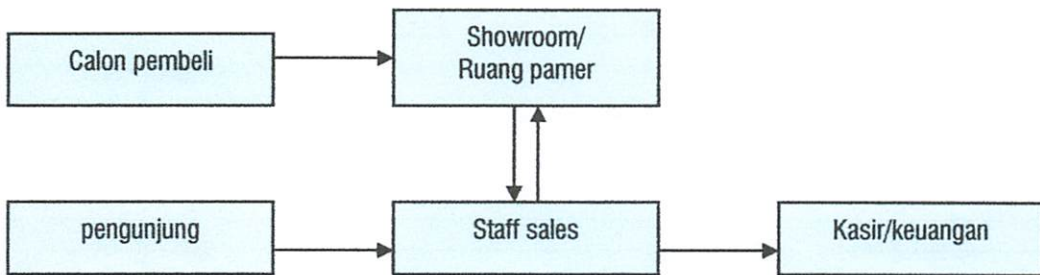 Calon pembeli
Showroom/
Ruang pamer
pengunjung
Staff sales
Kasir/keuangan